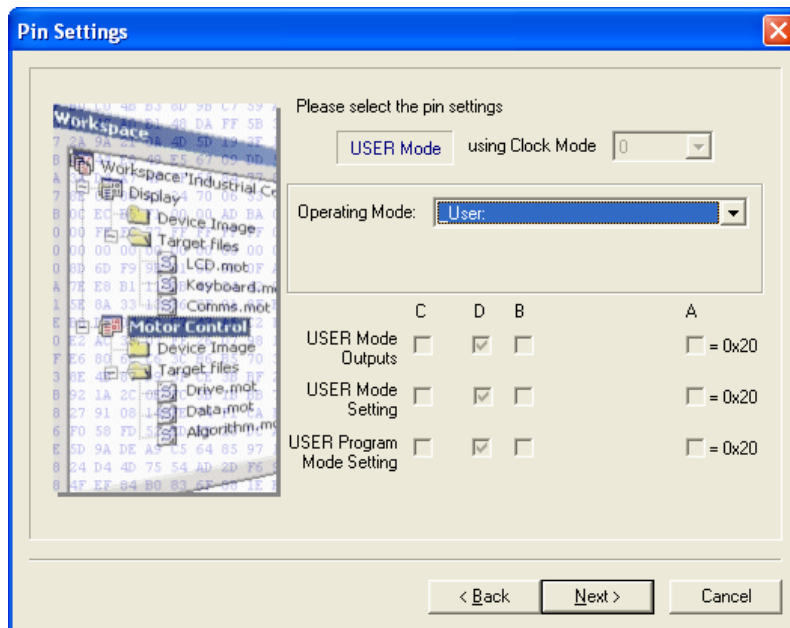 Pin Settings
Please select the pin settings
USER Mode using Clock Mode 0
Operating Mode: User:
C D B A
USER Mode Outputs = 0x20
USER Mode Setting = 0x20
USER Program Mode Setting = 0x20
Workspace
Workspace 'Industrial Co
Display
Device Image
Target files
LCD.mot
Keyboard.m
Comms.mot
Motor Control
Device Image
Target files
Drive.mot
Data.mot
Algorithm.m
< Back Next > Cancel